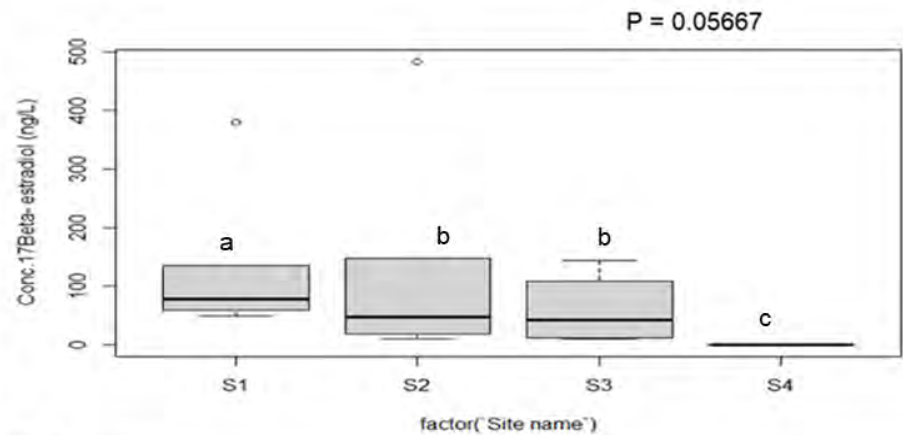 P = 0.05667
Conc.17Beta-estradiol (ng/L)
500
400
300
200
100
0
a
b
b
c
S1 S2 S3 S4
factor(`Site name`)